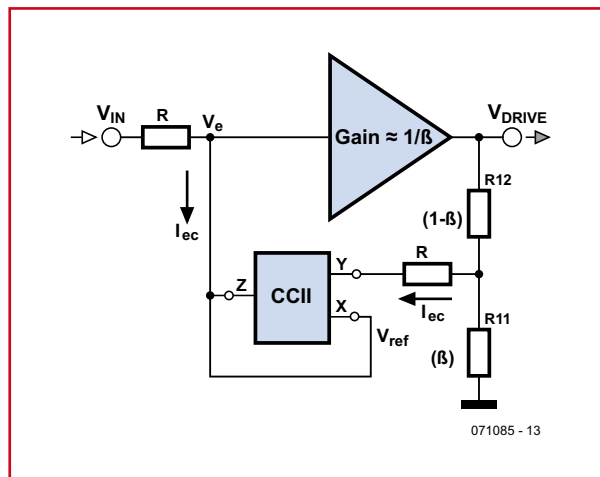 V_IN
R
V_e
Gain ≈ 1/ß
V_DRIVE
R12
(1-ß)
I_ec
Z
CCII
Y
X
R
I_ec
V_ref
R11
(ß)
071085 - 13